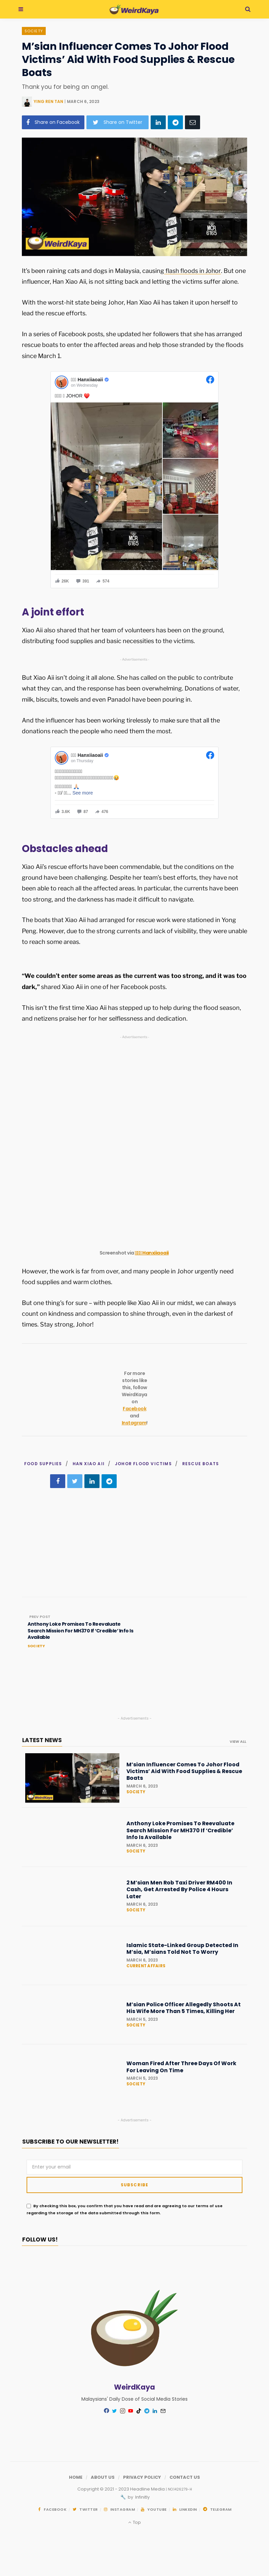 WeirdKaya
SOCIETY
M'sian Influencer Comes To Johor Flood
Victims' Aid With Food Supplies & Rescue
Boats
Thank you for being an angel.
YING REN TAN | MARCH 6, 2023
Share on Facebook
Share on Twitter
WeirdKaya
MCR
6165
It's been raining cats and dogs in Malaysia, causing flash floods in Johor. But one
influencer, Han Xiao Aii, is not sitting back and letting the victims suffer alone.
With the worst-hit state being Johor, Han Xiao Aii has taken it upon herself to
lead the rescue efforts.
In a series of Facebook posts, she updated her followers that she has arranged
rescue boats to enter the affected areas and help those stranded by the floods
since March 1.
Hanxiiaoaii
on Wednesday
JOHOR
MCR
6165
26K 391 574
A joint effort
Xiao Aii also shared that her team of volunteers has been on the ground,
distributing food supplies and basic necessities to the victims.
- Advertisements -
But Xiao Aii isn't doing it all alone. She has called on the public to contribute
what they can, and the response has been overwhelming. Donations of water,
milk, biscuits, towels and even Panadol have been pouring in.
And the influencer has been working tirelessly to make sure that all the
donations reach the people who need them the most.
Hanxiiaoaii
on Thursday
... See more
3.8K 97 476
Obstacles ahead
Xiao Aii's rescue efforts have been commendable, but the conditions on the
ground have been challenging. Despite her team's best efforts, they were not
able to reach all the affected areas. In particular, the currents have been
too strong, and the darkness has made it difficult to navigate.
The boats that Xiao Aii had arranged for rescue work were stationed in Yong
Peng. However, due to the strong currents and lack of visibility, they were unable
to reach some areas.
"We couldn't enter some areas as the current was too strong, and it was too
dark," shared Xiao Aii in one of her Facebook posts.
This isn't the first time Xiao Aii has stepped up to help during the flood season,
and netizens praise her for her selflessness and dedication.
- Advertisements -
Screenshot via Hanxiiaoaii
However, the work is far from over, and many people in Johor urgently need
food supplies and warm clothes.
But one thing's for sure – with people like Xiao Aii in our midst, we can always
count on kindness and compassion to shine through, even in the darkest of
times. Stay strong, Johor!
For more
stories like
this, follow
WeirdKaya
on
Facebook
and
Instagram!
FOOD SUPPLIES / HAN XIAO AII / JOHOR FLOOD VICTIMS / RESCUE BOATS
PREV POST
Anthony Loke Promises To Reevaluate
Search Mission For MH370 If 'Credible' Info Is
Available
SOCIETY
- Advertisements -
LATEST NEWS
VIEW ALL
WeirdKaya
M'sian Influencer Comes To Johor Flood
Victims' Aid With Food Supplies & Rescue
Boats
MARCH 6, 2023
SOCIETY
Anthony Loke Promises To Reevaluate
Search Mission For MH370 If 'Credible'
Info Is Available
MARCH 6, 2023
SOCIETY
2 M'sian Men Rob Taxi Driver RM400 In
Cash, Get Arrested By Police 4 Hours
Later
MARCH 6, 2023
SOCIETY
Islamic State-Linked Group Detected In
M'sia, M'sians Told Not To Worry
MARCH 6, 2023
CURRENT AFFAIRS
M'sian Police Officer Allegedly Shoots At
His Wife More Than 5 Times, Killing Her
MARCH 5, 2023
SOCIETY
Woman Fired After Three Days Of Work
For Leaving On Time
MARCH 5, 2023
SOCIETY
- Advertisements -
SUBSCRIBE TO OUR NEWSLETTER!
Enter your email
SUBSCRIBE
By checking this box, you confirm that you have read and are agreeing to our terms of use
regarding the storage of the data submitted through this form.
FOLLOW US!
WeirdKaya
Malaysians' Daily Dose of Social Media Stories
HOME / ABOUT US / PRIVACY POLICY / CONTACT US
by. Infinity
FACEBOOK TWITTER INSTAGRAM YOUTUBE LINKEDIN TELEGRAM
Top